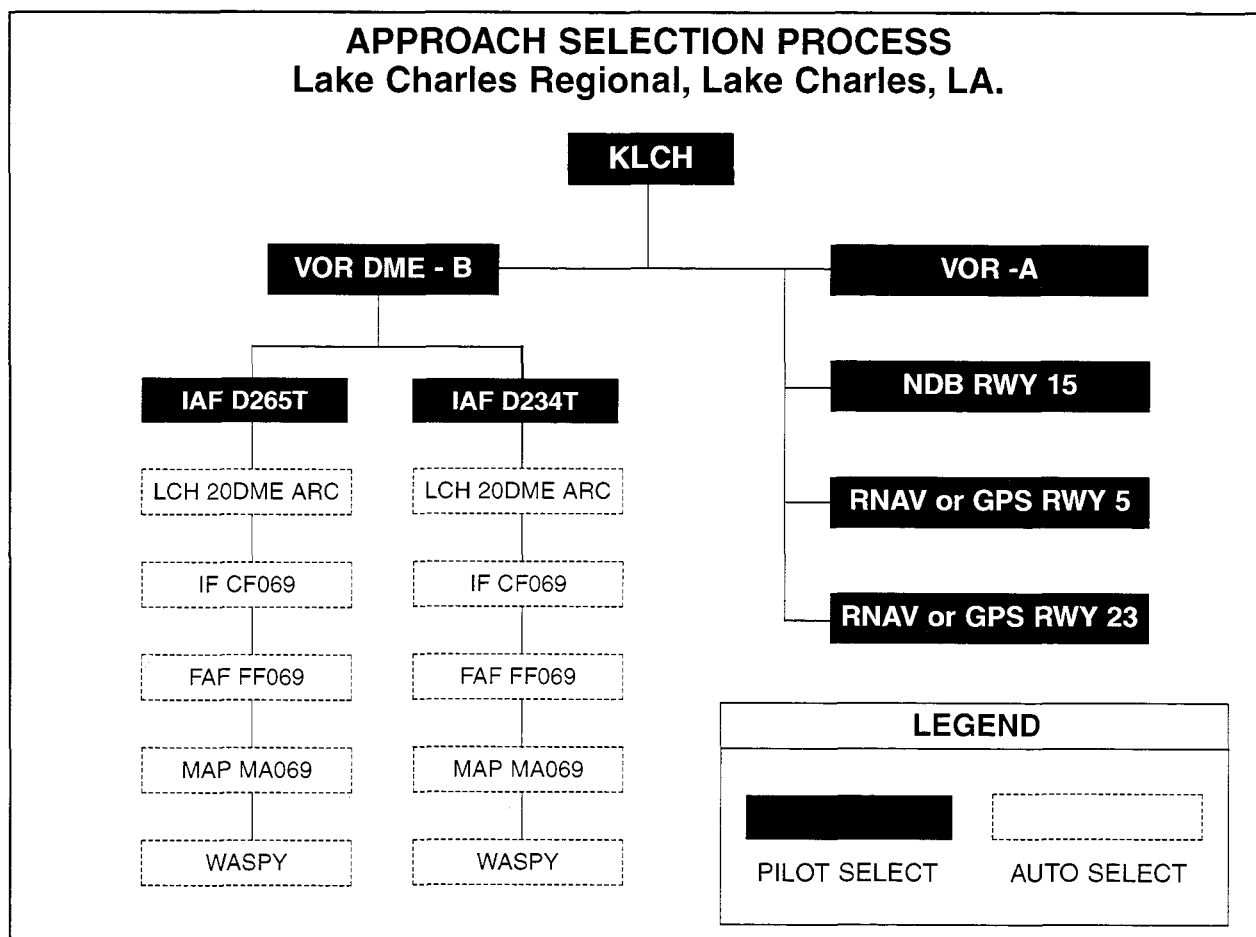 APPROACH SELECTION PROCESS
Lake Charles Regional, Lake Charles, LA.
KLCH
VOR DME - B
VOR -A
IAF D265T
IAF D234T
NDB RWY 15
LCH 20DME ARC
LCH 20DME ARC
RNAV or GPS RWY 5
IF CF069
IF CF069
RNAV or GPS RWY 23
FAF FF069
FAF FF069
MAP MA069
MAP MA069
WASPY
WASPY
LEGEND
PILOT SELECT
AUTO SELECT